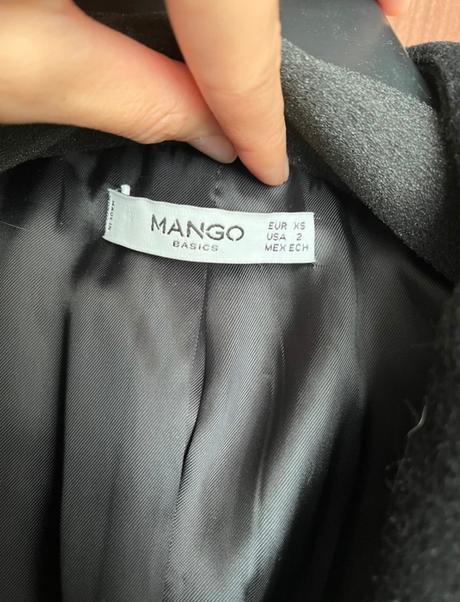 MANGO
BASICS
EUR XS
USA 2
MEX ECH